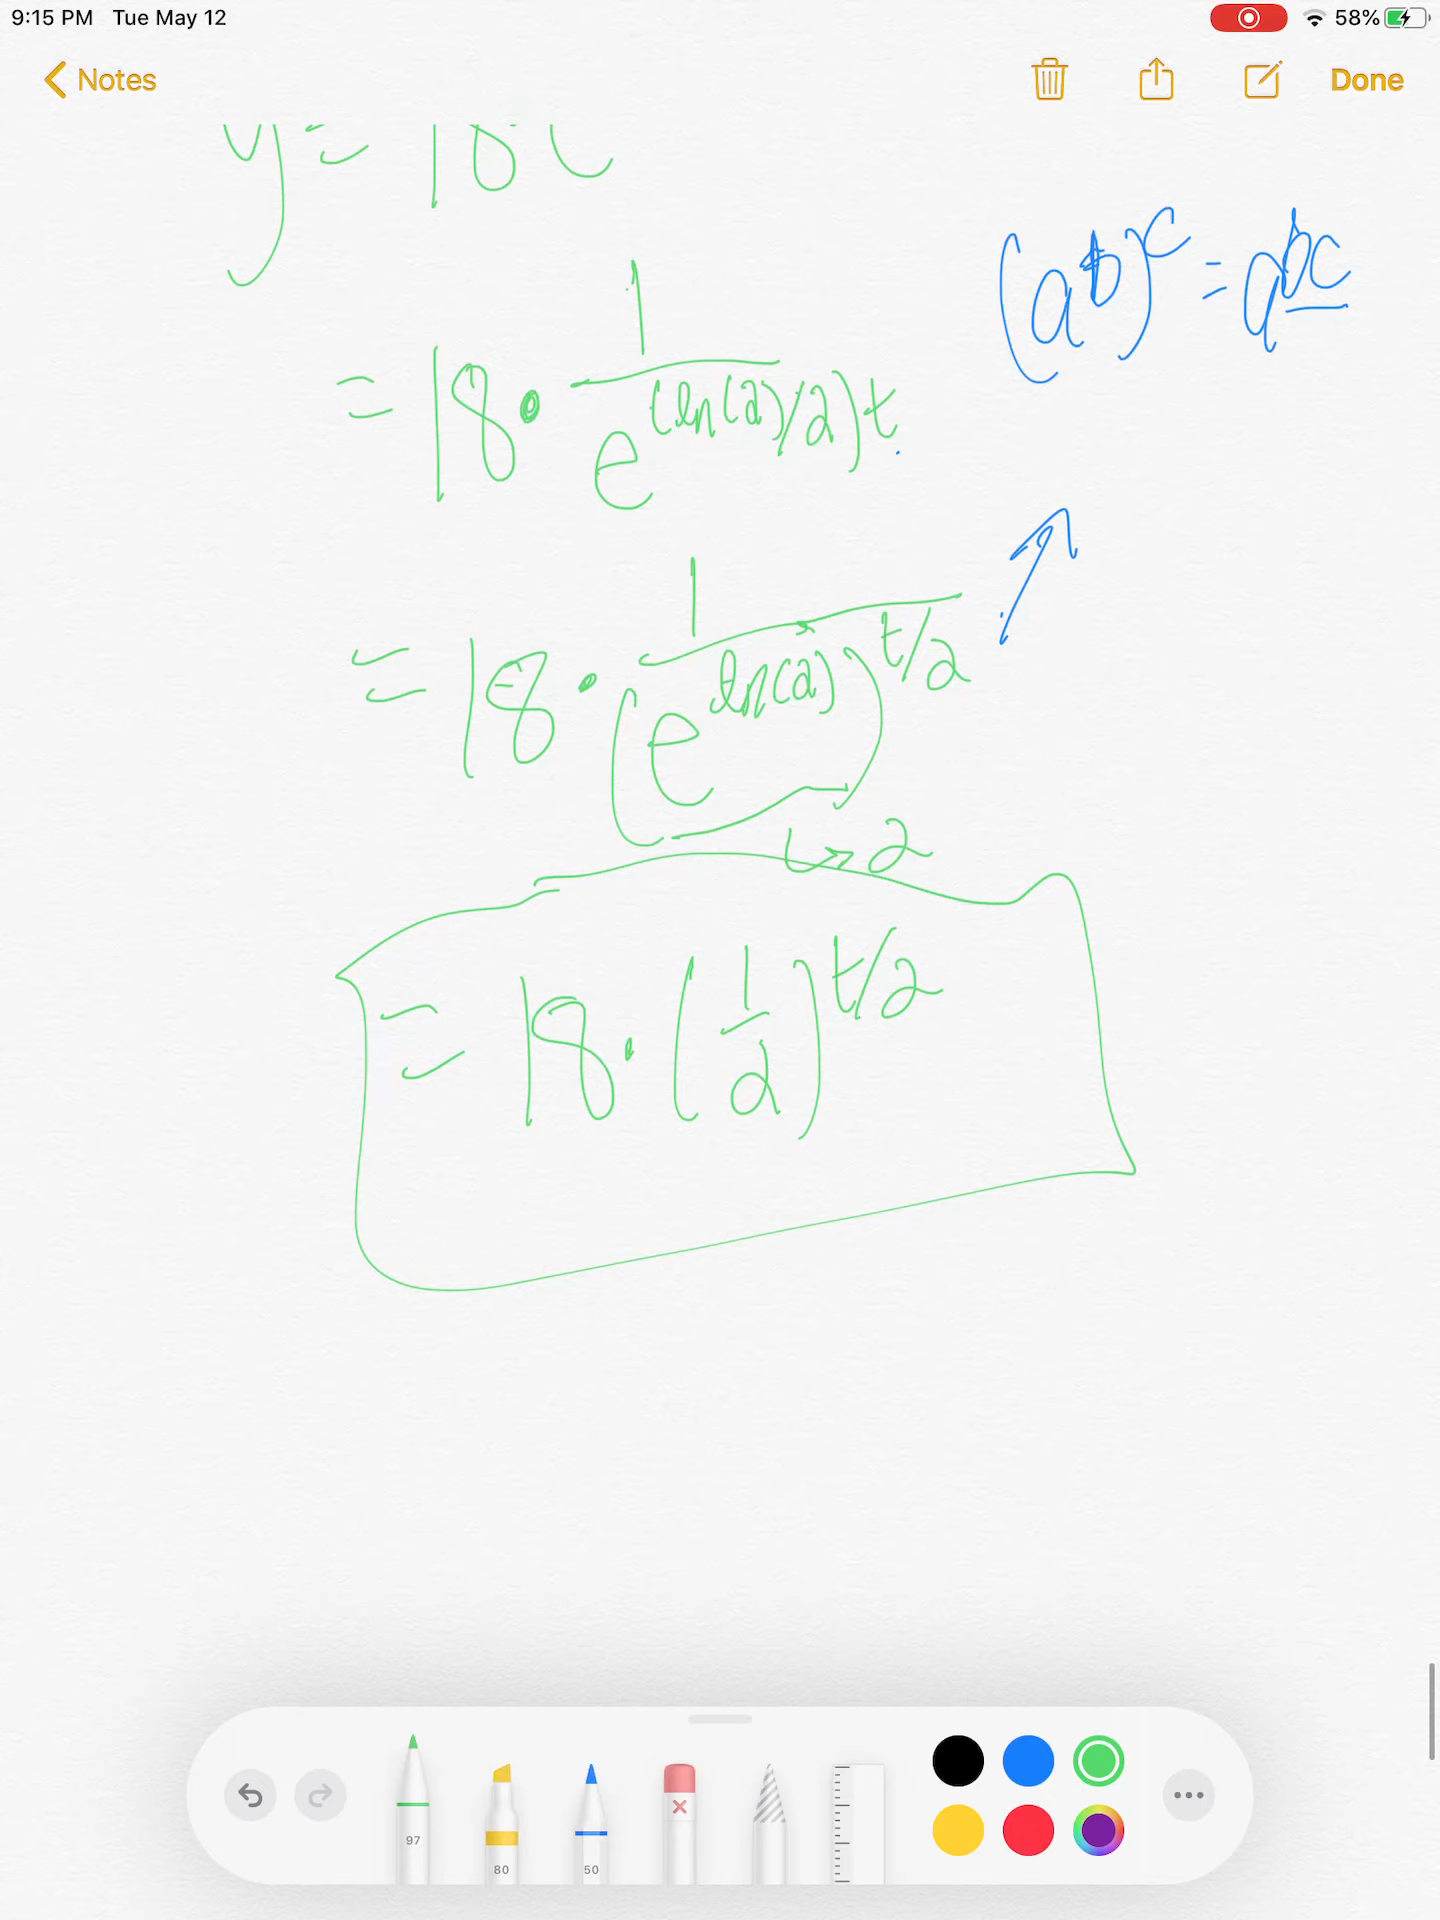 9:15 PM Tue May 12 58%
Notes Done
y = 18e
(a^b)^c = a^bc
= 18 • 1/e^(ln(2)/2)t
= 18 • 1/(e^ln(2))^t/2
↳ 2
= 18 • (1/2)^t/2
97 80 50